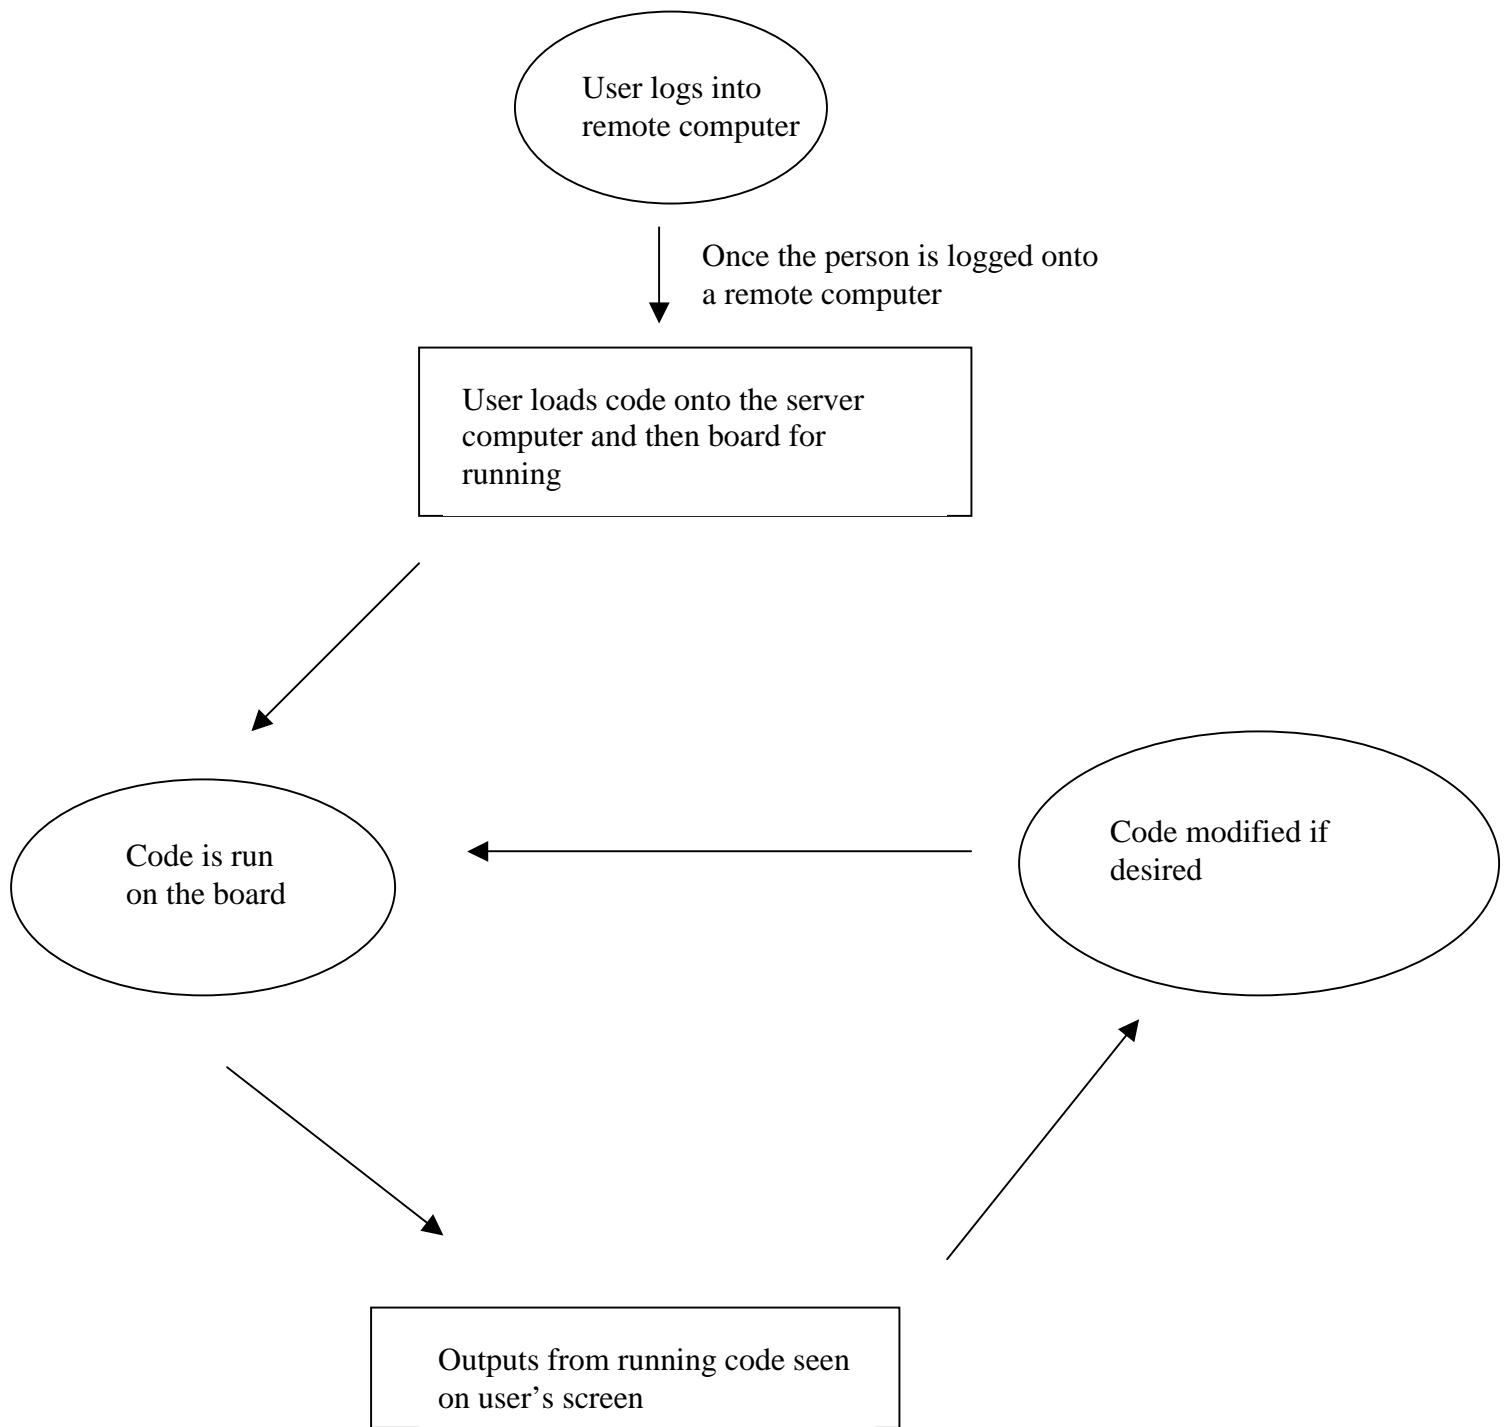 User logs into
remote computer
Once the person is logged onto
a remote computer
User loads code onto the server
computer and then board for
running
Code is run
on the board
Code modified if
desired
Outputs from running code seen
on user’s screen